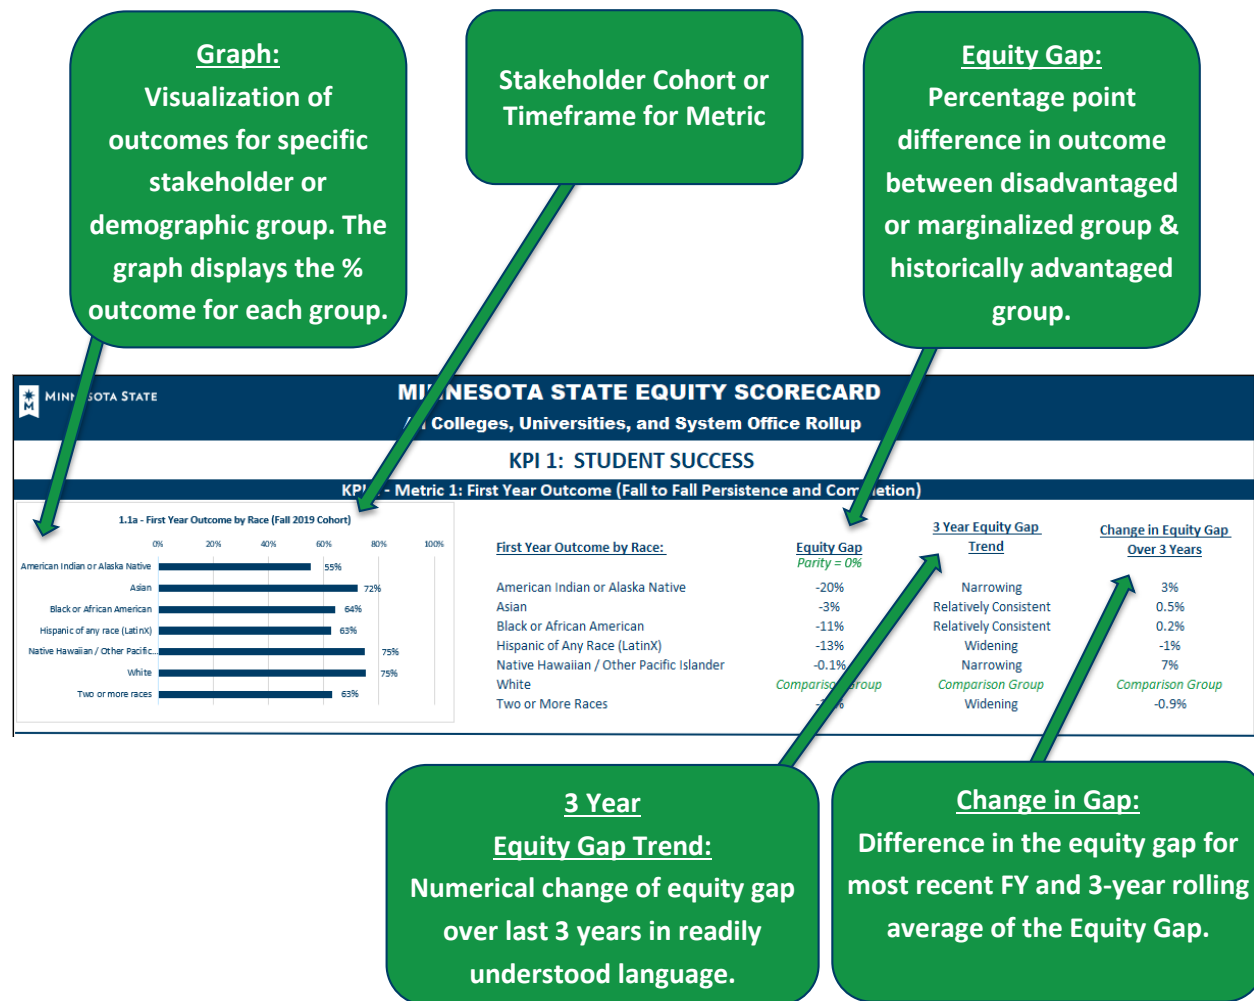 Graph:
Visualization of
outcomes for specific
stakeholder or
demographic group. The
graph displays the %
outcome for each group.
Stakeholder Cohort or
Timeframe for Metric
Equity Gap:
Percentage point
difference in outcome
between disadvantaged
or marginalized group &
historically advantaged
group.
MINNESOTA STATE
MINNESOTA STATE EQUITY SCORECARD
All Colleges, Universities, and System Office Rollup
KPI 1: STUDENT SUCCESS
KPI 1 - Metric 1: First Year Outcome (Fall to Fall Persistence and Completion)
1.1a - First Year Outcome by Race (Fall 2019 Cohort)
0% 20% 40% 60% 80% 100%
American Indian or Alaska Native 55%
Asian 72%
Black or African American 64%
Hispanic of any race (LatinX) 63%
Native Hawaiian / Other Pacific... 75%
White 75%
Two or more races 63%
First Year Outcome by Race: Equity Gap 3 Year Equity Gap Change in Equity Gap
Parity = 0% Trend Over 3 Years
American Indian or Alaska Native -20% Narrowing 3%
Asian -3% Relatively Consistent 0.5%
Black or African American -11% Relatively Consistent 0.2%
Hispanic of Any Race (LatinX) -13% Widening -1%
Native Hawaiian / Other Pacific Islander -0.1% Narrowing 7%
White Comparison Group Comparison Group Comparison Group
Two or More Races Widening -0.9%
3 Year
Equity Gap Trend:
Numerical change of equity gap
over last 3 years in readily
understood language.
Change in Gap:
Difference in the equity gap for
most recent FY and 3-year rolling
average of the Equity Gap.